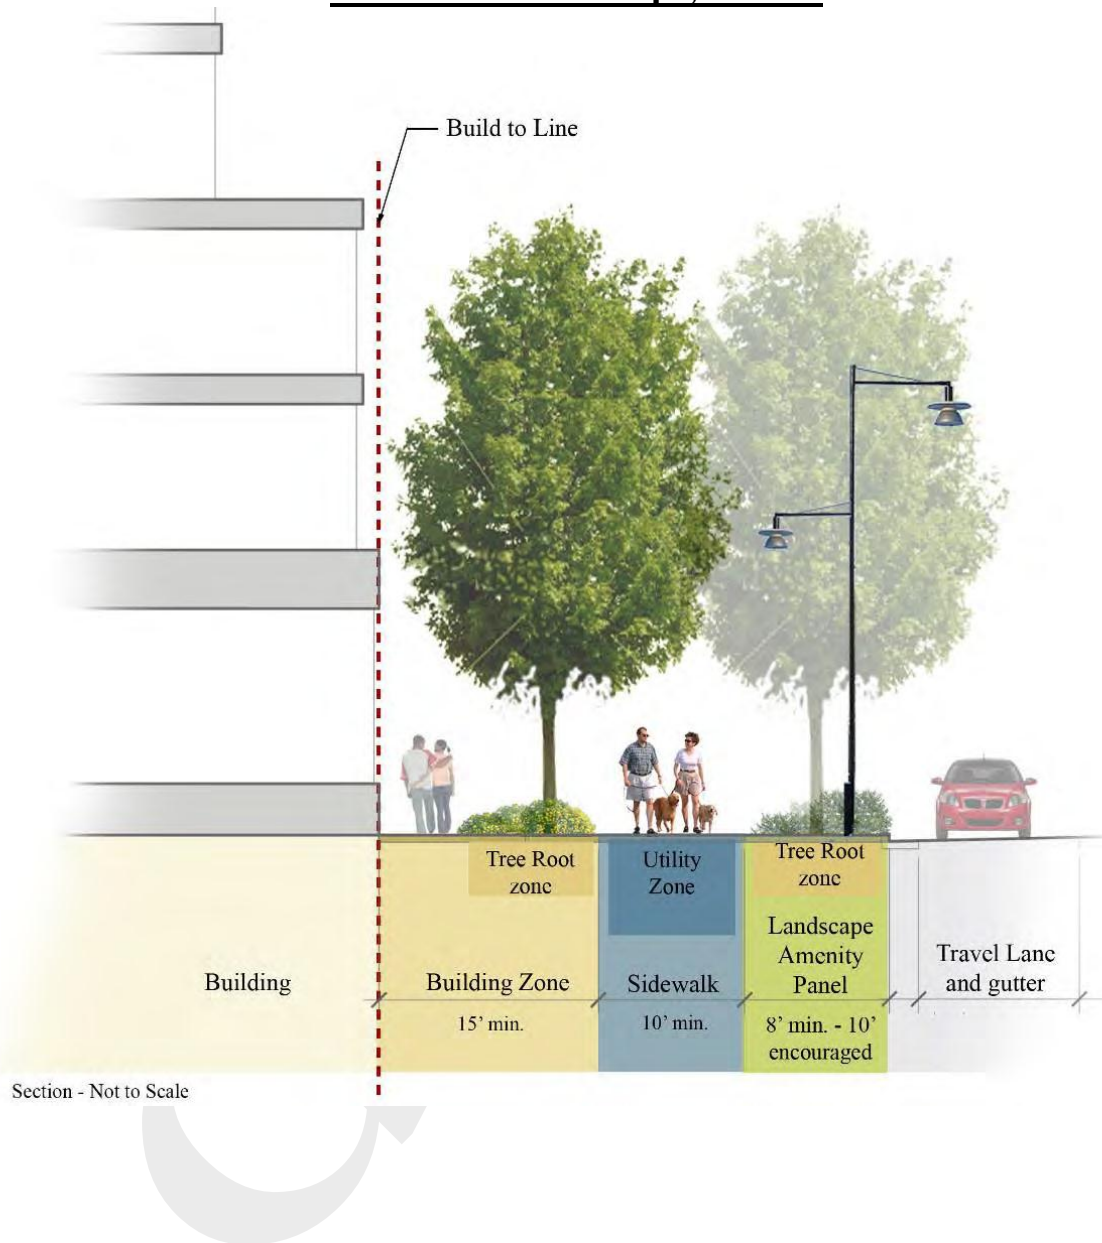 Build to Line
Tree Root
zone
Utility
Zone
Tree Root
zone
Landscape
Amenity
Panel
Travel Lane
and gutter
Building
Building Zone
Sidewalk
15' min.
10' min.
8' min. - 10'
encouraged
Section - Not to Scale